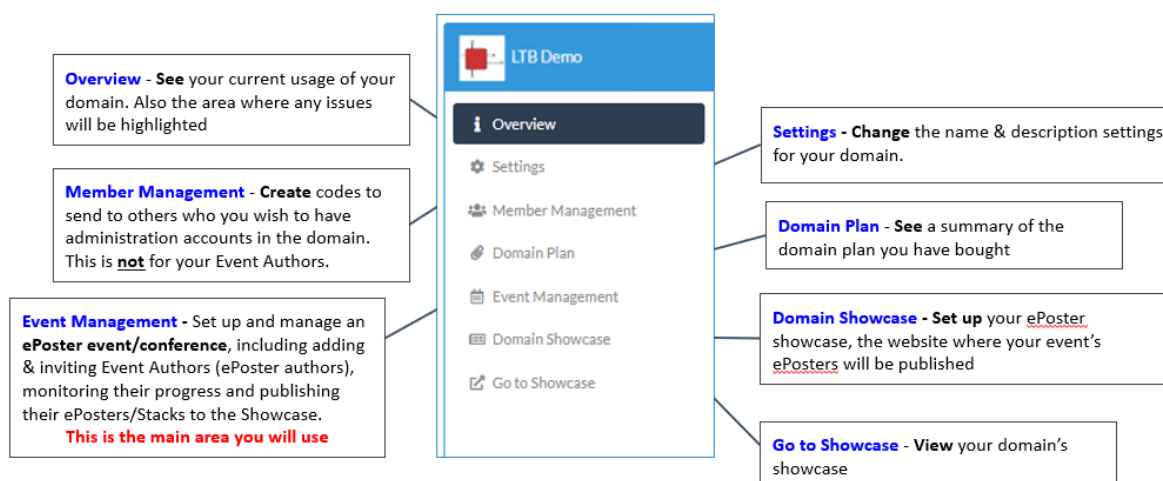 LTB Demo
Overview
Settings
Member Management
Domain Plan
Event Management
Domain Showcase
Go to Showcase
Overview - See your current usage of your
domain. Also the area where any issues
will be highlighted
Member Management - Create codes to
send to others who you wish to have
administration accounts in the domain.
This is not for your Event Authors.
Event Management - Set up and manage an
ePoster event/conference, including adding
& inviting Event Authors (ePoster authors),
monitoring their progress and publishing
their ePosters/Stacks to the Showcase.
This is the main area you will use
Settings - Change the name & description settings
for your domain.
Domain Plan - See a summary of the
domain plan you have bought
Domain Showcase - Set up your ePoster
showcase, the website where your event's
ePosters will be published
Go to Showcase - View your domain's
showcase